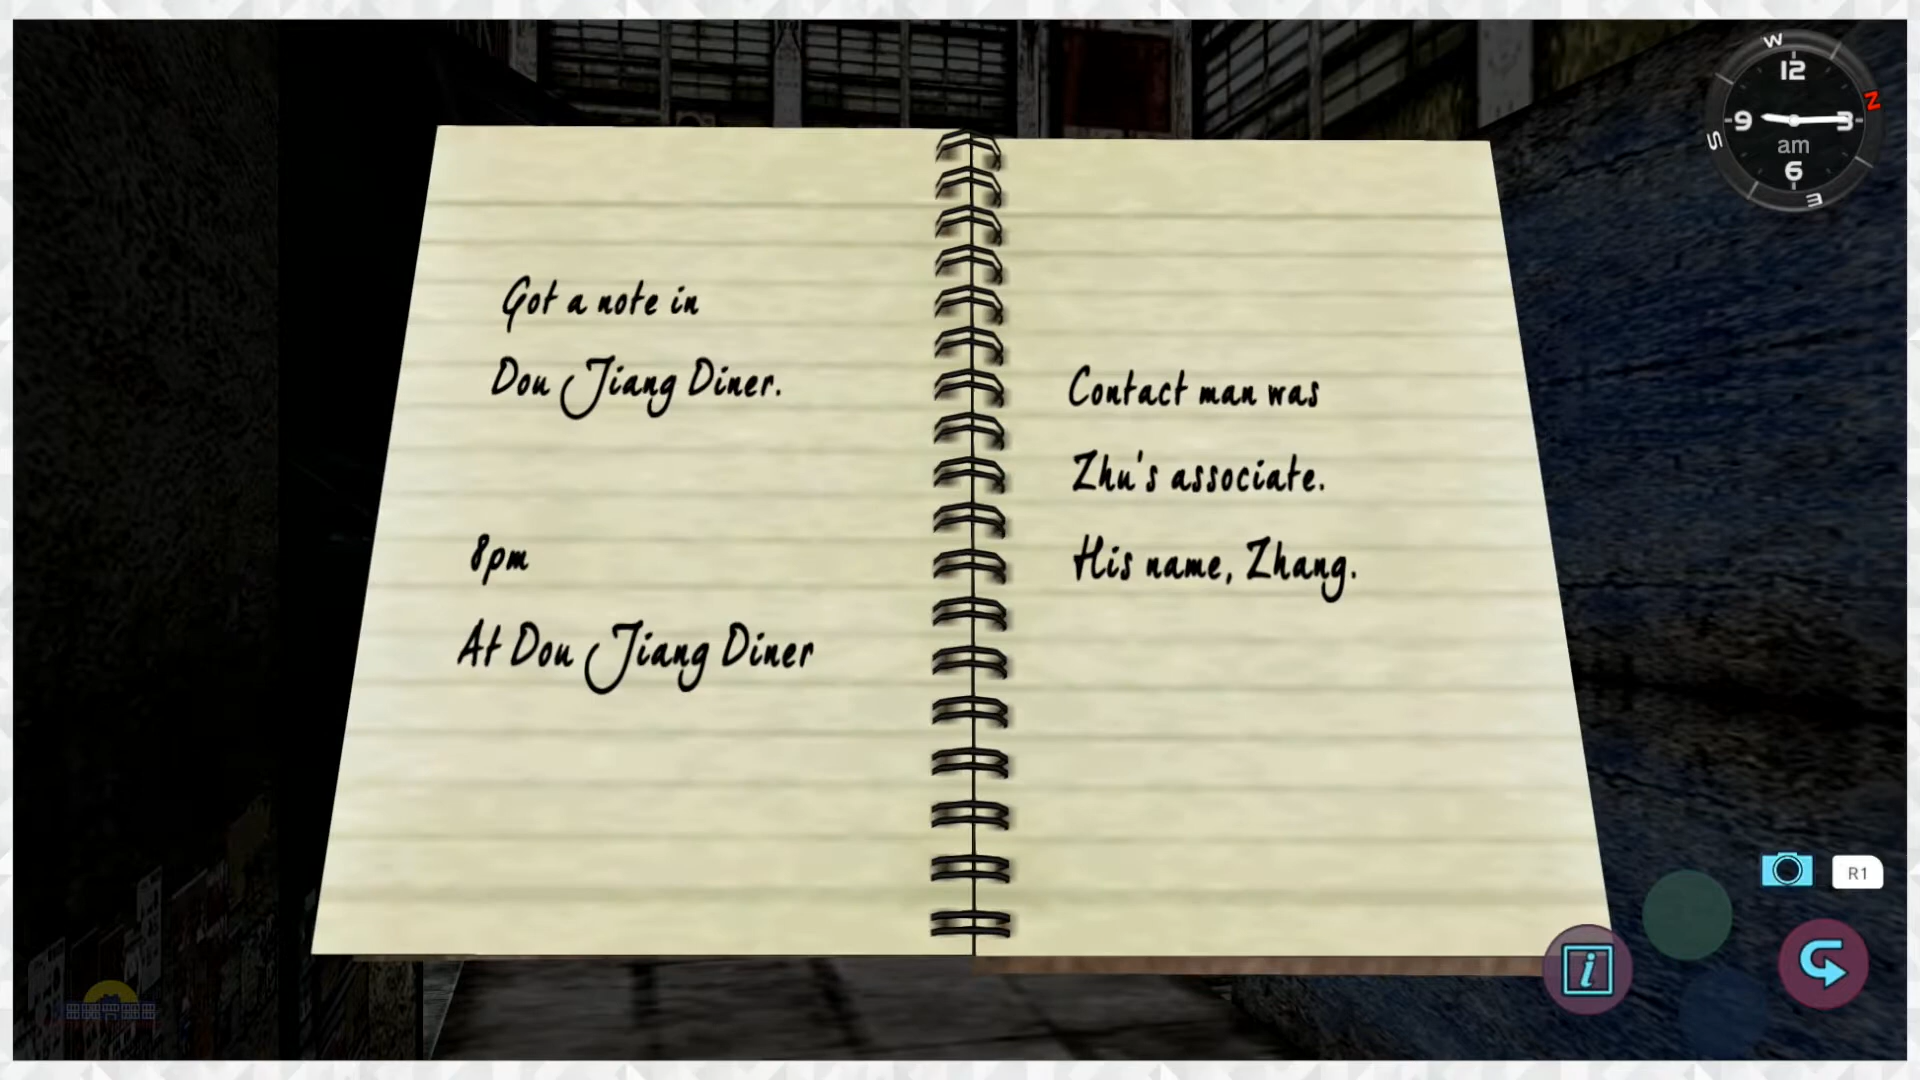 Got a note in
Dou Jiang Diner.
8pm
At Dou Jiang Diner
Contact man was
Zhu's associate.
His name, Zhang.
W
12
N
9
3
S
am
6
E
R1
i